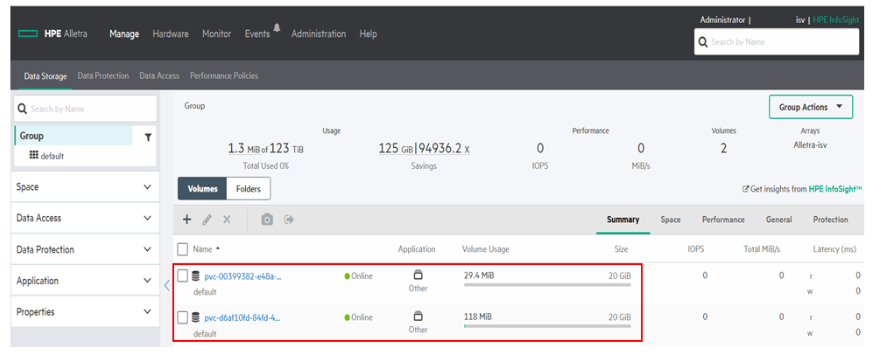 Administrator | isv | HPE InfoSight
HPE Alletra Manage Hardware Monitor Events Administration Help
Search by Name
Data Storage Data Protection Data Access Performance Policies
Search by Name
Group
default
Space
Data Access
Data Protection
Application
Properties
Group
Group Actions
Usage Performance Volumes Arrays
1.3 MiB of 123 TiB 125 GiB|94936.2 x 0 0 2 Alletra-isv
Total Used 0% Savings IOPS MiB/s
Volumes Folders
Get insights from HPE InfoSight™
Summary Space Performance General Protection
Name Application Volume Usage Size IOPS Total MiB/s Latency (ms)
pvc-00399382-e48a-... Online 29.4 MiB 20 GiB 0 0 r 0
default Other w 0
pvc-d6af10fd-84fd-4... Online 118 MiB 20 GiB 0 0 r 0
default Other w 0